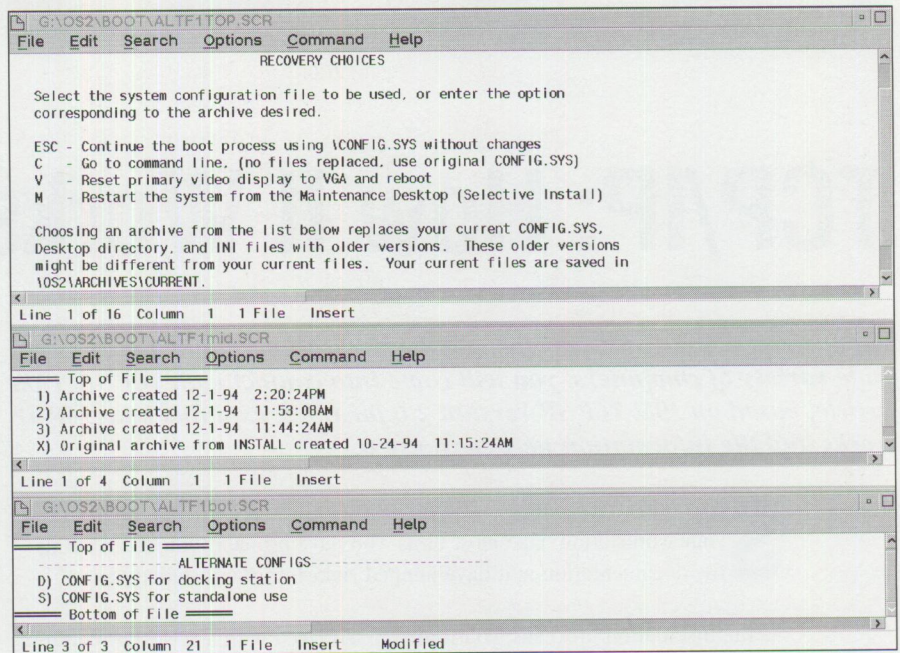 G:\OS2\BOOT\ALTF1TOP.SCR
File Edit Search Options Command Help
RECOVERY CHOICES
Select the system configuration file to be used, or enter the option
corresponding to the archive desired.
ESC - Continue the boot process using \CONFIG.SYS without changes
C - Go to command line, (no files replaced, use original CONFIG.SYS)
V - Reset primary video display to VGA and reboot
M - Restart the system from the Maintenance Desktop (Selective Install)
Choosing an archive from the list below replaces your current CONFIG.SYS,
Desktop directory, and INI files with older versions. These older versions
might be different from your current files. Your current files are saved in
\OS2\ARCHIVES\CURRENT.
Line 1 of 16 Column 1 1 File Insert
G:\OS2\BOOT\ALTF1mid.SCR
File Edit Search Options Command Help
Top of File
1) Archive created 12-1-94 2:20:24PM
2) Archive created 12-1-94 11:53:08AM
3) Archive created 12-1-94 11:44:24AM
X) Original archive from INSTALL created 10-24-94 11:15:24AM
Line 1 of 4 Column 1 1 File Insert
G:\OS2\BOOT\ALTF1bot.SCR
File Edit Search Options Command Help
Top of File
--------------------ALTERNATE CONFIGS-------------------------
D) CONFIG.SYS for docking station
S) CONFIG.SYS for standalone use
Bottom of File
Line 3 of 3 Column 21 1 File Insert Modified